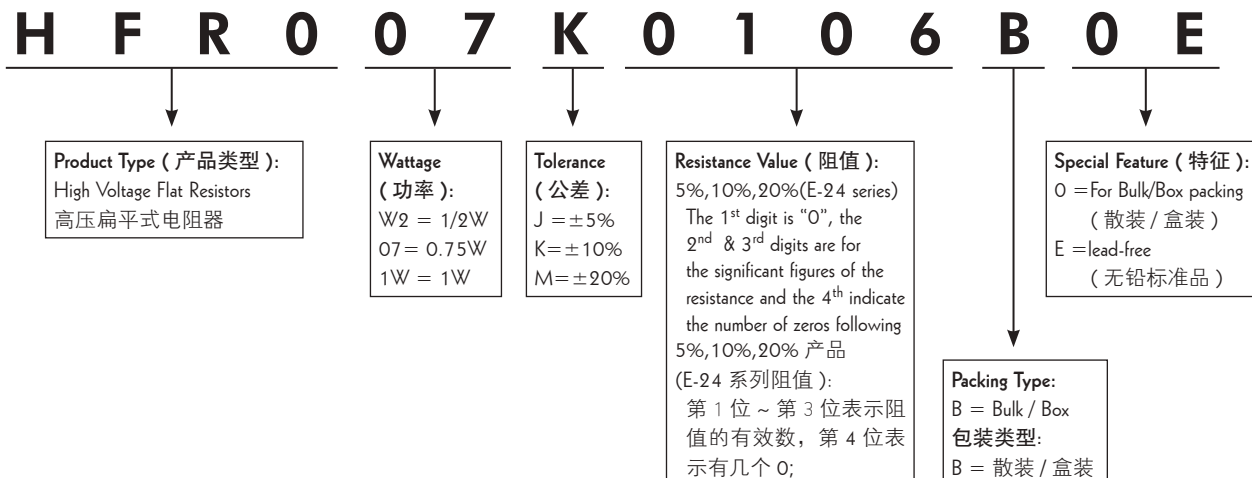 H F R 0 0 7 K 0 1 0 6 B 0 E
Product Type ( 产品类型 ):
High Voltage Flat Resistors
高压扁平式电阻器
Wattage
( 功率 ):
W2 = 1/2W
07= 0.75W
1W = 1W
Tolerance
( 公差 ):
J =±5%
K=±10%
M=±20%
Resistance Value ( 阻值 ):
5%,10%,20%(E-24 series)
The 1st digit is "0", the
2nd & 3rd digits are for
the significant figures of the
resistance and the 4th indicate
the number of zeros following
5%,10%,20% 产品
(E-24 系列阻值 ):
第 1 位 ~ 第 3 位表示阻
值的有效数，第 4 位表
示有几个 0;
Packing Type:
B = Bulk / Box
包装类型:
B = 散装 / 盒装
Special Feature ( 特征 ):
0 =For Bulk/Box packing
( 散装 / 盒装 )
E =lead-free
( 无铅标准品 )